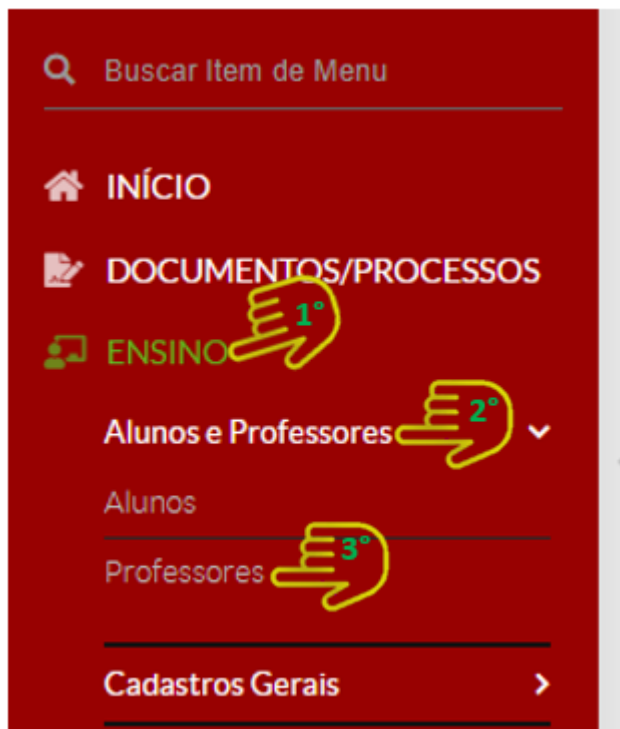 Buscar Item de Menu
INÍCIO
DOCUMENTOS/PROCESSOS
1°
ENSINO
2°
Alunos e Professores
Alunos
3°
Professores
Cadastros Gerais